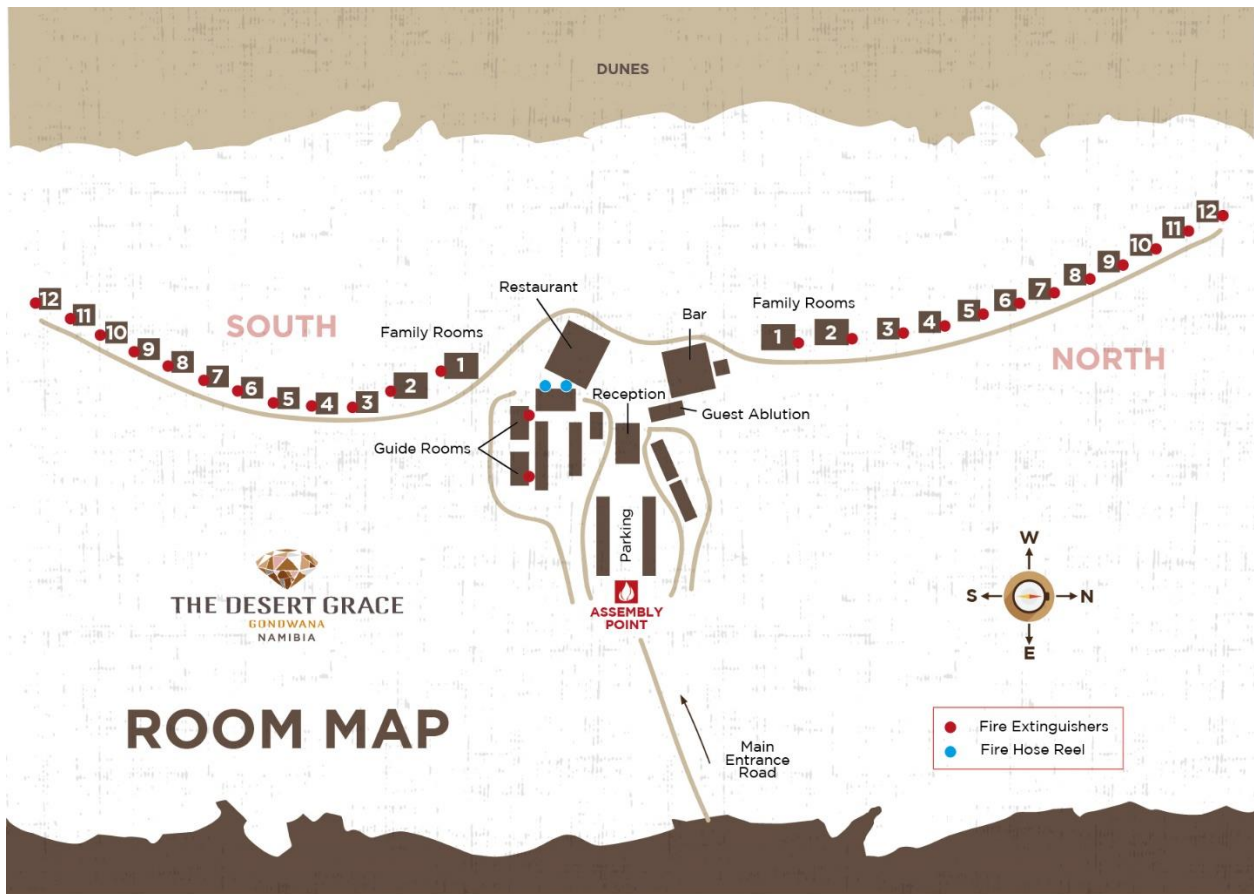 DUNES
12
11
10
9
8
7
6
5
4
3
2
1
SOUTH
Family Rooms
Restaurant
Bar
Family Rooms
1
2
3
4
5
6
7
8
9
10
11
12
NORTH
Reception
Guest Ablution
Guide Rooms
Parking
ASSEMBLY
POINT
THE DESERT GRACE
GONDWANA
NAMIBIA
W
S
N
E
ROOM MAP
Main
Entrance
Road
Fire Extinguishers
Fire Hose Reel